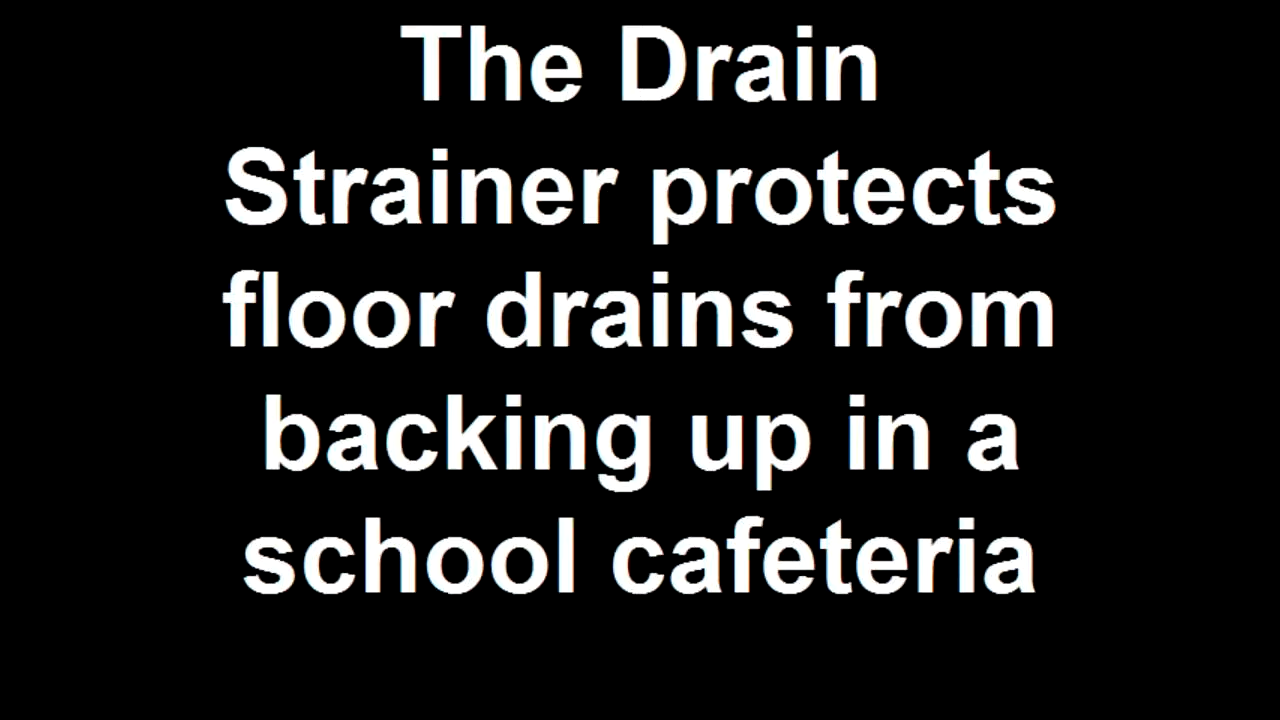 The Drain
Strainer protects
floor drains from
backing up in a
school cafeteria